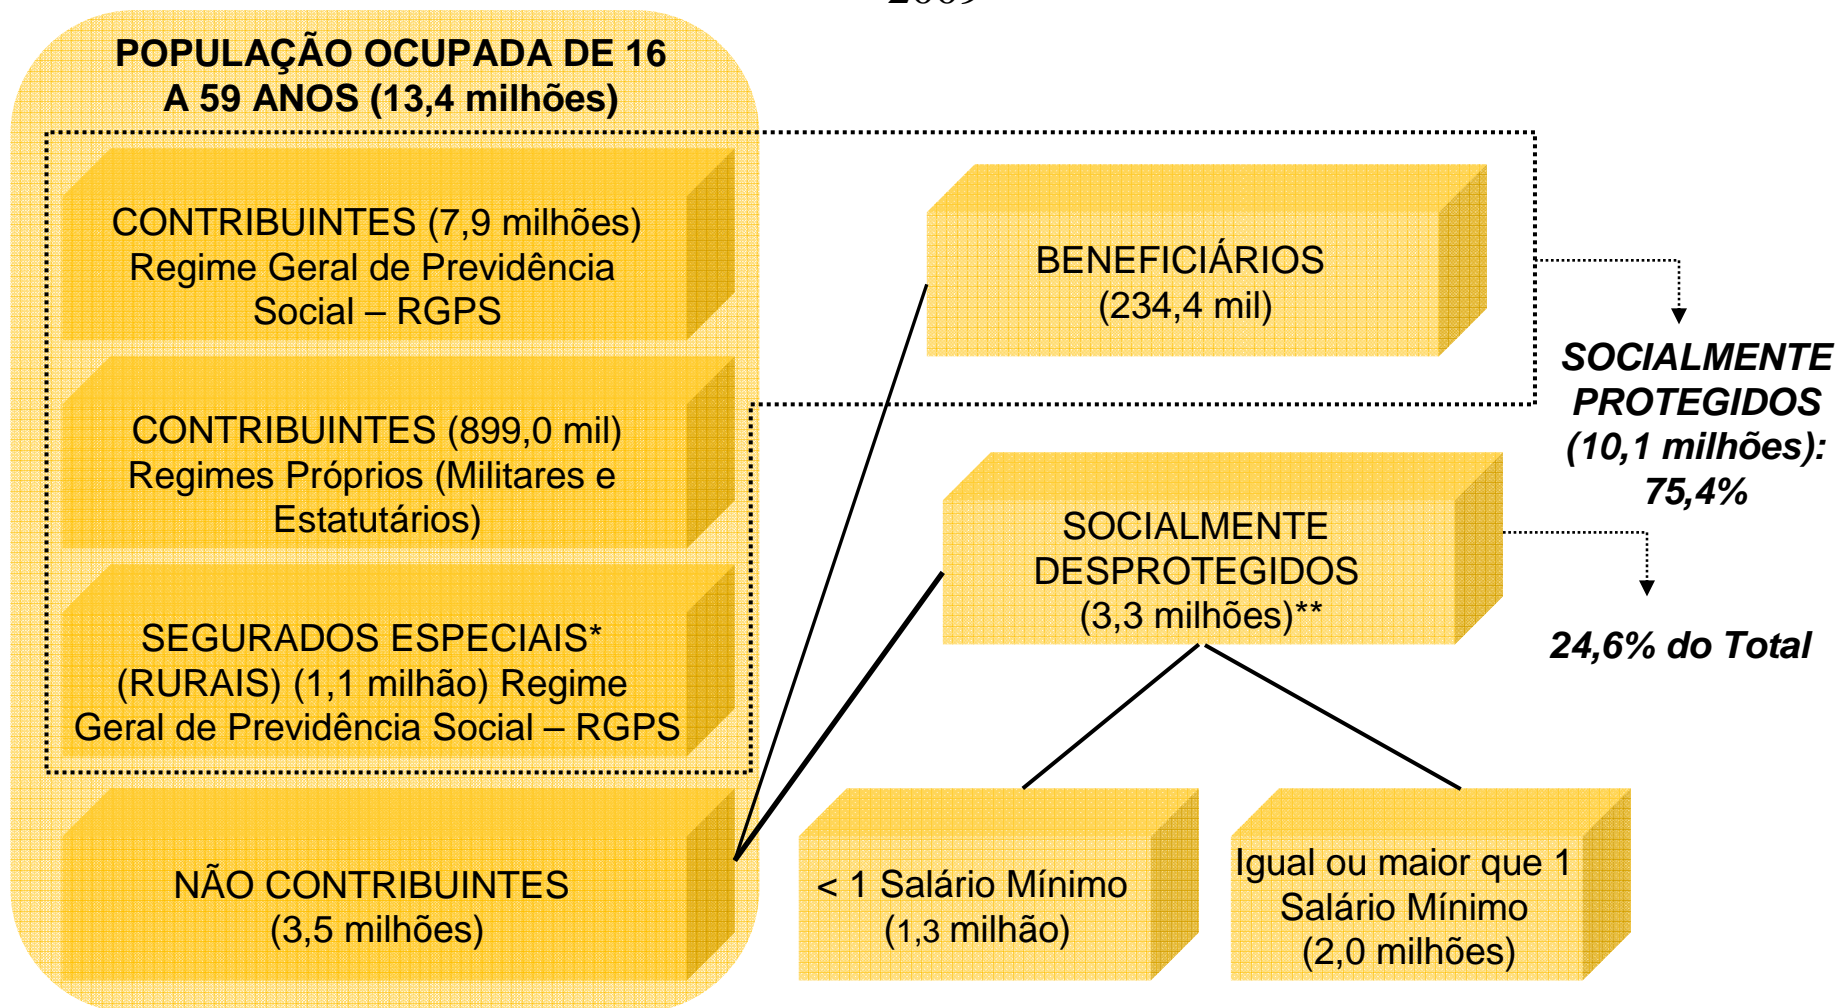 POPULAÇÃO OCUPADA DE 16
A 59 ANOS (13,4 milhões)
CONTRIBUINTES (7,9 milhões)
Regime Geral de Previdência
Social – RGPS
CONTRIBUINTES (899,0 mil)
Regimes Próprios (Militares e
Estatutários)
SEGURADOS ESPECIAIS*
(RURAIS) (1,1 milhão) Regime
Geral de Previdência Social – RGPS
NÃO CONTRIBUINTES
(3,5 milhões)
BENEFICIÁRIOS
(234,4 mil)
SOCIALMENTE
PROTEGIDOS
(10,1 milhões):
75,4%
SOCIALMENTE
DESPROTEGIDOS
(3,3 milhões)**
24,6% do Total
< 1 Salário Mínimo
(1,3 milhão)
Igual ou maior que 1
Salário Mínimo
(2,0 milhões)